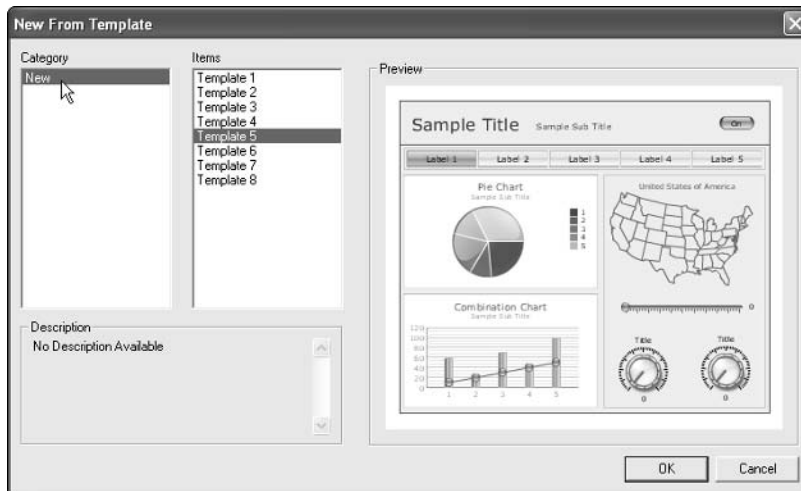 New From Template
Category
New
Items
Template 1
Template 2
Template 3
Template 4
Template 5
Template 6
Template 7
Template 8
Description
No Description Available
Preview
Sample Title
Sample Sub Title
On
Label 1
Label 2
Label 3
Label 4
Label 5
Pie Chart
Sample Sub Title
1
2
3
4
5
United States of America
0
Combination Chart
Sample Sub Title
120
100
80
60
40
20
0
1 2 3 4 5
Title
0
Title
0
OK
Cancel